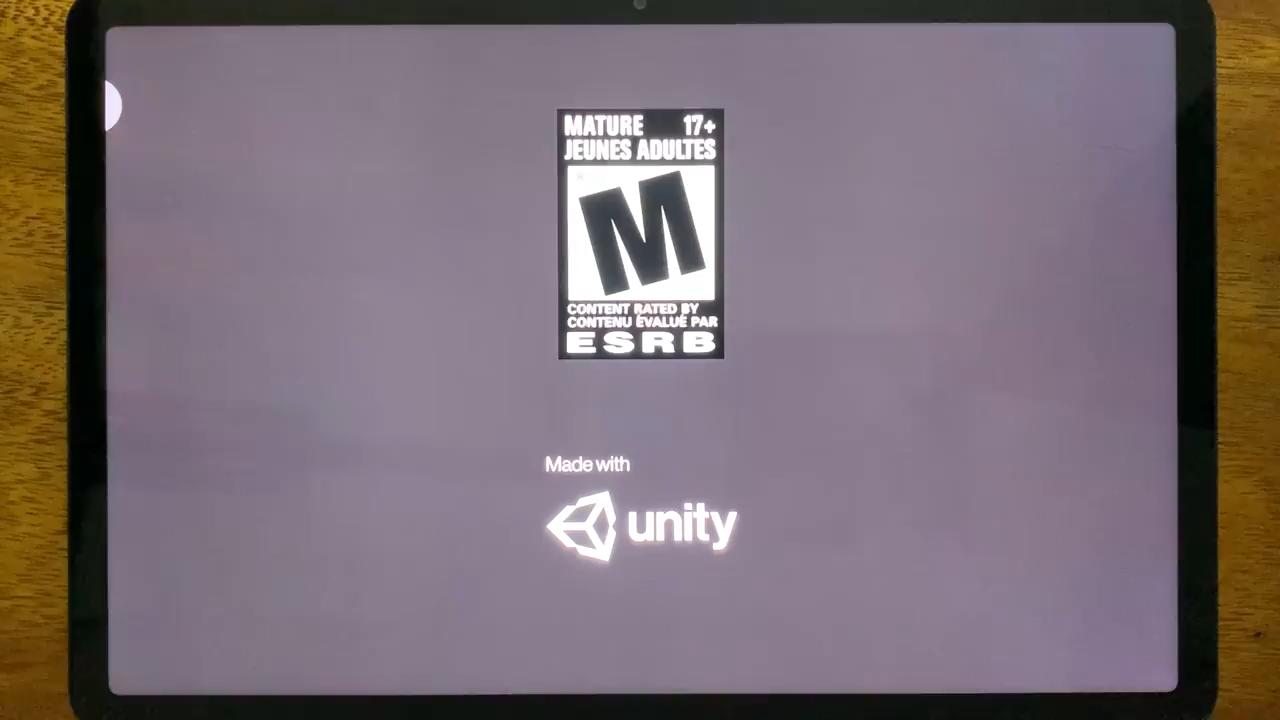 MATURE 17+
JEUNES ADULTES
M
CONTENT RATED BY
CONTENU ÉVALUÉ PAR
ESRB
Made with
unity